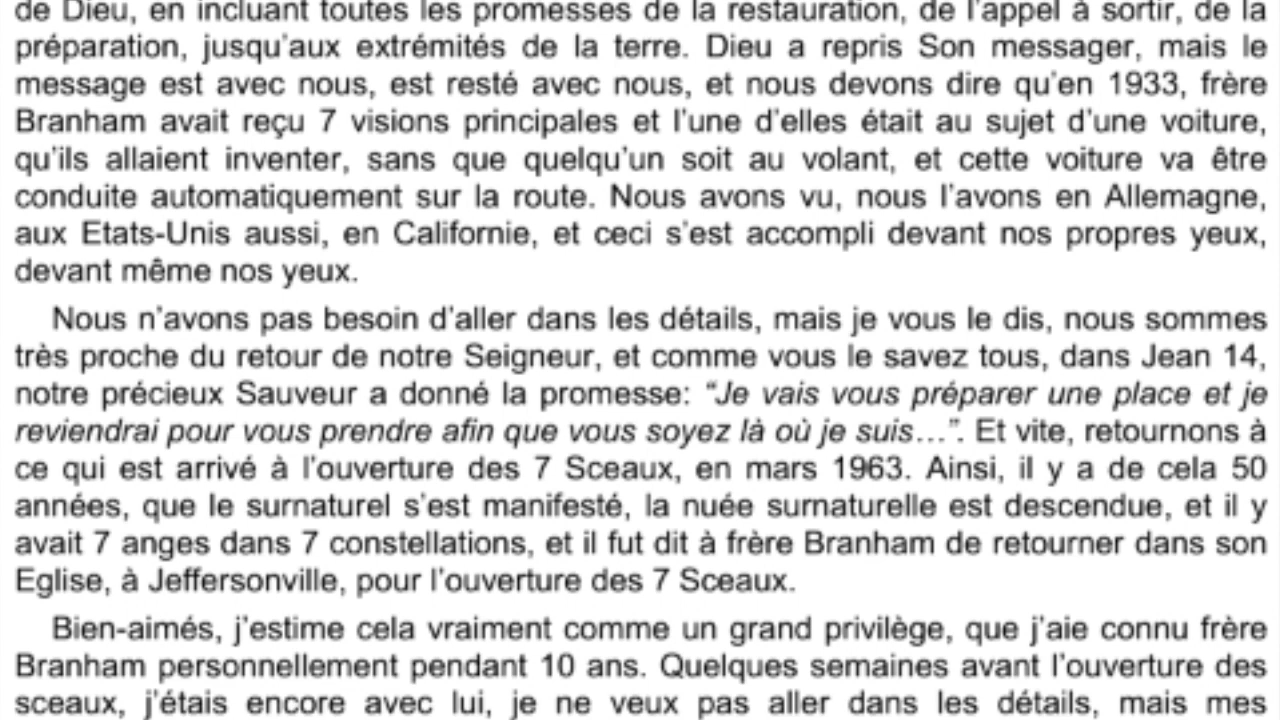 de Dieu, en incluant toutes les promesses de la restauration, de l'appel à sortir, de la
préparation, jusqu'aux extrémités de la terre. Dieu a repris Son messager, mais le
message est avec nous, est resté avec nous, et nous devons dire qu'en 1933, frère
Branham avait reçu 7 visions principales et l'une d'elles était au sujet d'une voiture,
qu'ils allaient inventer, sans que quelqu'un soit au volant, et cette voiture va être
conduite automatiquement sur la route. Nous avons vu, nous l'avons en Allemagne,
aux Etats-Unis aussi, en Californie, et ceci s'est accompli devant nos propres yeux,
devant même nos yeux.
Nous n'avons pas besoin d'aller dans les détails, mais je vous le dis, nous sommes
très proche du retour de notre Seigneur, et comme vous le savez tous, dans Jean 14,
notre précieux Sauveur a donné la promesse: “Je vais vous préparer une place et je
reviendrai pour vous prendre afin que vous soyez là où je suis…”. Et vite, retournons à
ce qui est arrivé à l'ouverture des 7 Sceaux, en mars 1963. Ainsi, il y a de cela 50
années, que le surnaturel s'est manifesté, la nuée surnaturelle est descendue, et il y
avait 7 anges dans 7 constellations, et il fut dit à frère Branham de retourner dans son
Eglise, à Jeffersonville, pour l'ouverture des 7 Sceaux.
Bien-aimés, j'estime cela vraiment comme un grand privilège, que j'aie connu frère
Branham personnellement pendant 10 ans. Quelques semaines avant l'ouverture des
sceaux, j'étais encore avec lui, je ne veux pas aller dans les détails, mais mes